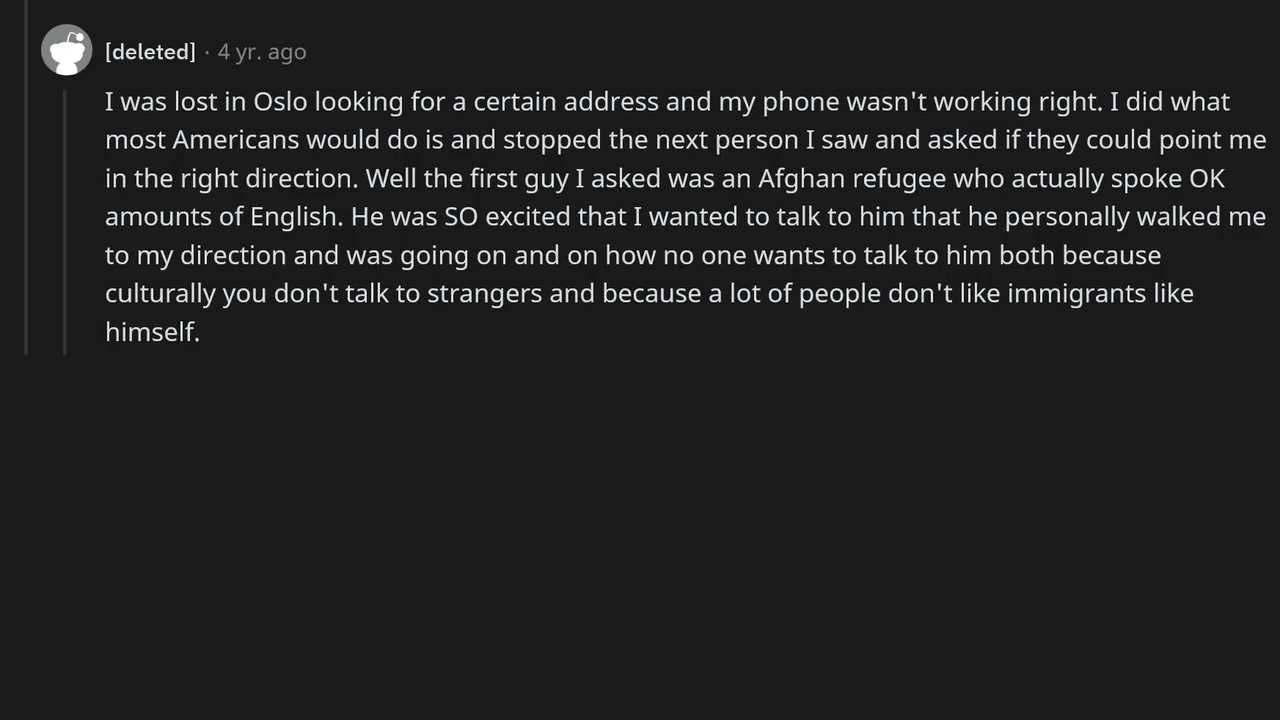 [deleted] · 4 yr. ago
I was lost in Oslo looking for a certain address and my phone wasn't working right. I did what
most Americans would do is and stopped the next person I saw and asked if they could point me
in the right direction. Well the first guy I asked was an Afghan refugee who actually spoke OK
amounts of English. He was SO excited that I wanted to talk to him that he personally walked me
to my direction and was going on and on how no one wants to talk to him both because
culturally you don't talk to strangers and because a lot of people don't like immigrants like
himself.